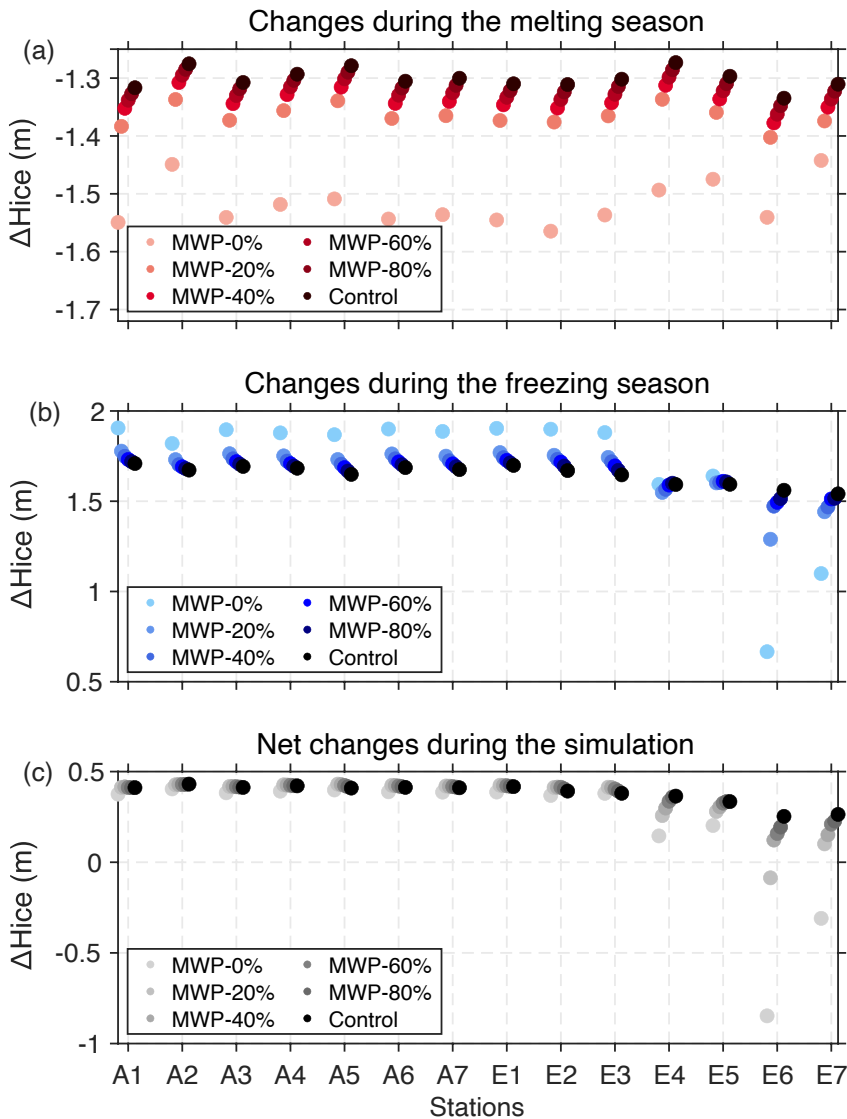 Changes during the melting season
(a)
-1.3
-1.4
-1.5
-1.6
-1.7
ΔHice (m)
MWP-0% MWP-60%
MWP-20% MWP-80%
MWP-40% Control
Changes during the freezing season
(b)
2
1.5
1
0.5
ΔHice (m)
MWP-0% MWP-60%
MWP-20% MWP-80%
MWP-40% Control
Net changes during the simulation
(c)
0.5
0
-0.5
-1
ΔHice (m)
MWP-0% MWP-60%
MWP-20% MWP-80%
MWP-40% Control
A1 A2 A3 A4 A5 A6 A7 E1 E2 E3 E4 E5 E6 E7
Stations